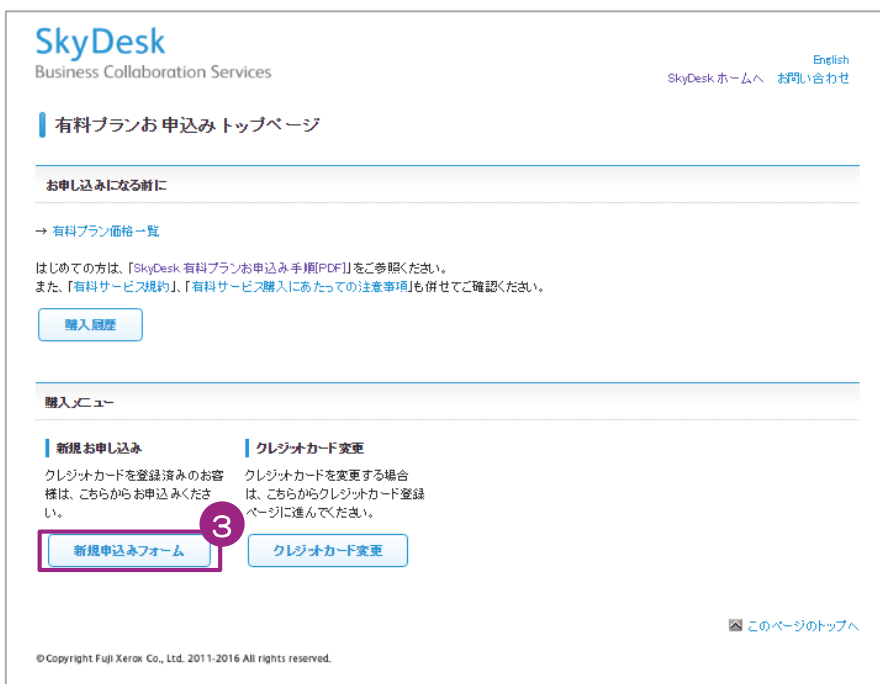 SkyDesk
Business Collaboration Services
English
SkyDesk ホームへ お問い合わせ
有料プランお申込みトップページ
お申し込みになる前に
→ 有料プラン価格一覧
はじめての方は、「SkyDesk 有料プランお申込み手順[PDF]」をご参照ください。
また、「有料サービス規約」、「有料サービス購入にあたっての注意事項」も併せてご確認ください。
購入履歴
購入メニュー
新規お申し込み
クレジットカードを登録済みのお客
様は、こちらからお申込みくださ
い。
新規申込みフォーム
3
クレジットカード変更
クレジットカードを変更する場合
は、こちらからクレジットカード登録
ページに進んでください。
クレジットカード変更
このページのトップへ
© Copyright Fuji Xerox Co., Ltd. 2011-2016 All rights reserved.